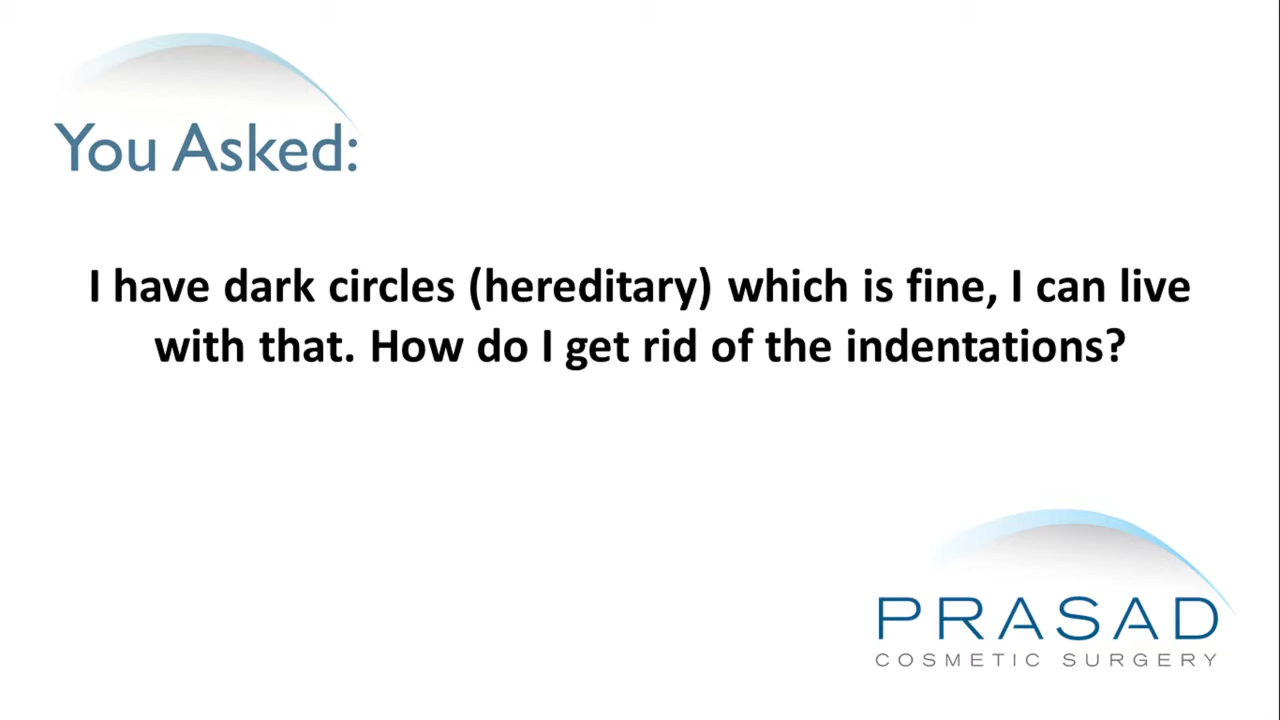 You Asked:
I have dark circles (hereditary) which is fine, I can live
with that. How do I get rid of the indentations?
PRASAD
COSMETIC SURGERY